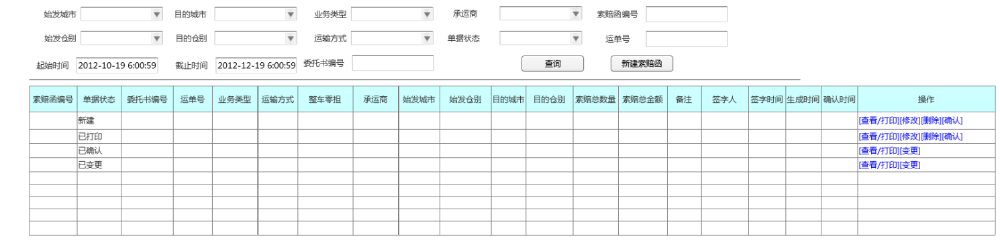 始发城市 目的城市 业务类型 承运商 索赔函编号
始发仓别 目的仓别 运输方式 单据状态 运单号
起始时间 2012-10-19 6:00:59 截止时间 2012-12-19 6:00:59 委托书编号 查询 新建索赔函
索赔函编号 单据状态 委托书编号 运单号 业务类型 运输方式 整车零担 承运商 始发城市 始发仓别 目的城市 目的仓别 索赔总数量 索赔总金额 备注 签字人 签字时间 生成时间 确认时间 操作
新建 [查看/打印][修改][删除][确认]
已打印 [查看/打印][修改][删除][确认]
已确认 [查看/打印][变更]
已变更 [查看/打印][变更]